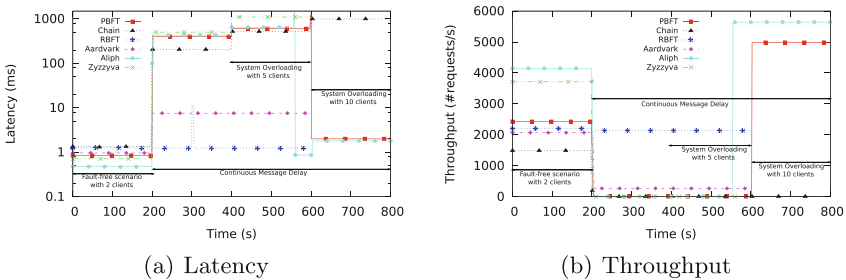 1000
100
10
1
0.1
Latency (ms)
PBFT
Chain
RBFT
Aardvark
Aliph
Zyzzyva
System Overloading
with 5 clients
System Overloading
with 10 clients
Fault-free scenario
with 2 clients
Continuous Message Delay
0 100 200 300 400 500 600 700 800
Time (s)
(a) Latency
6000
5000
4000
3000
2000
1000
0
Throughput (#requests/s)
PBFT
Chain
RBFT
Aardvark
Aliph
Zyzzyva
Continuous Message Delay
System Overloading
with 5 clients
System Overloading
with 10 clients
Fault-free scenario
with 2 clients
0 100 200 300 400 500 600 700 800
Time (s)
(b) Throughput